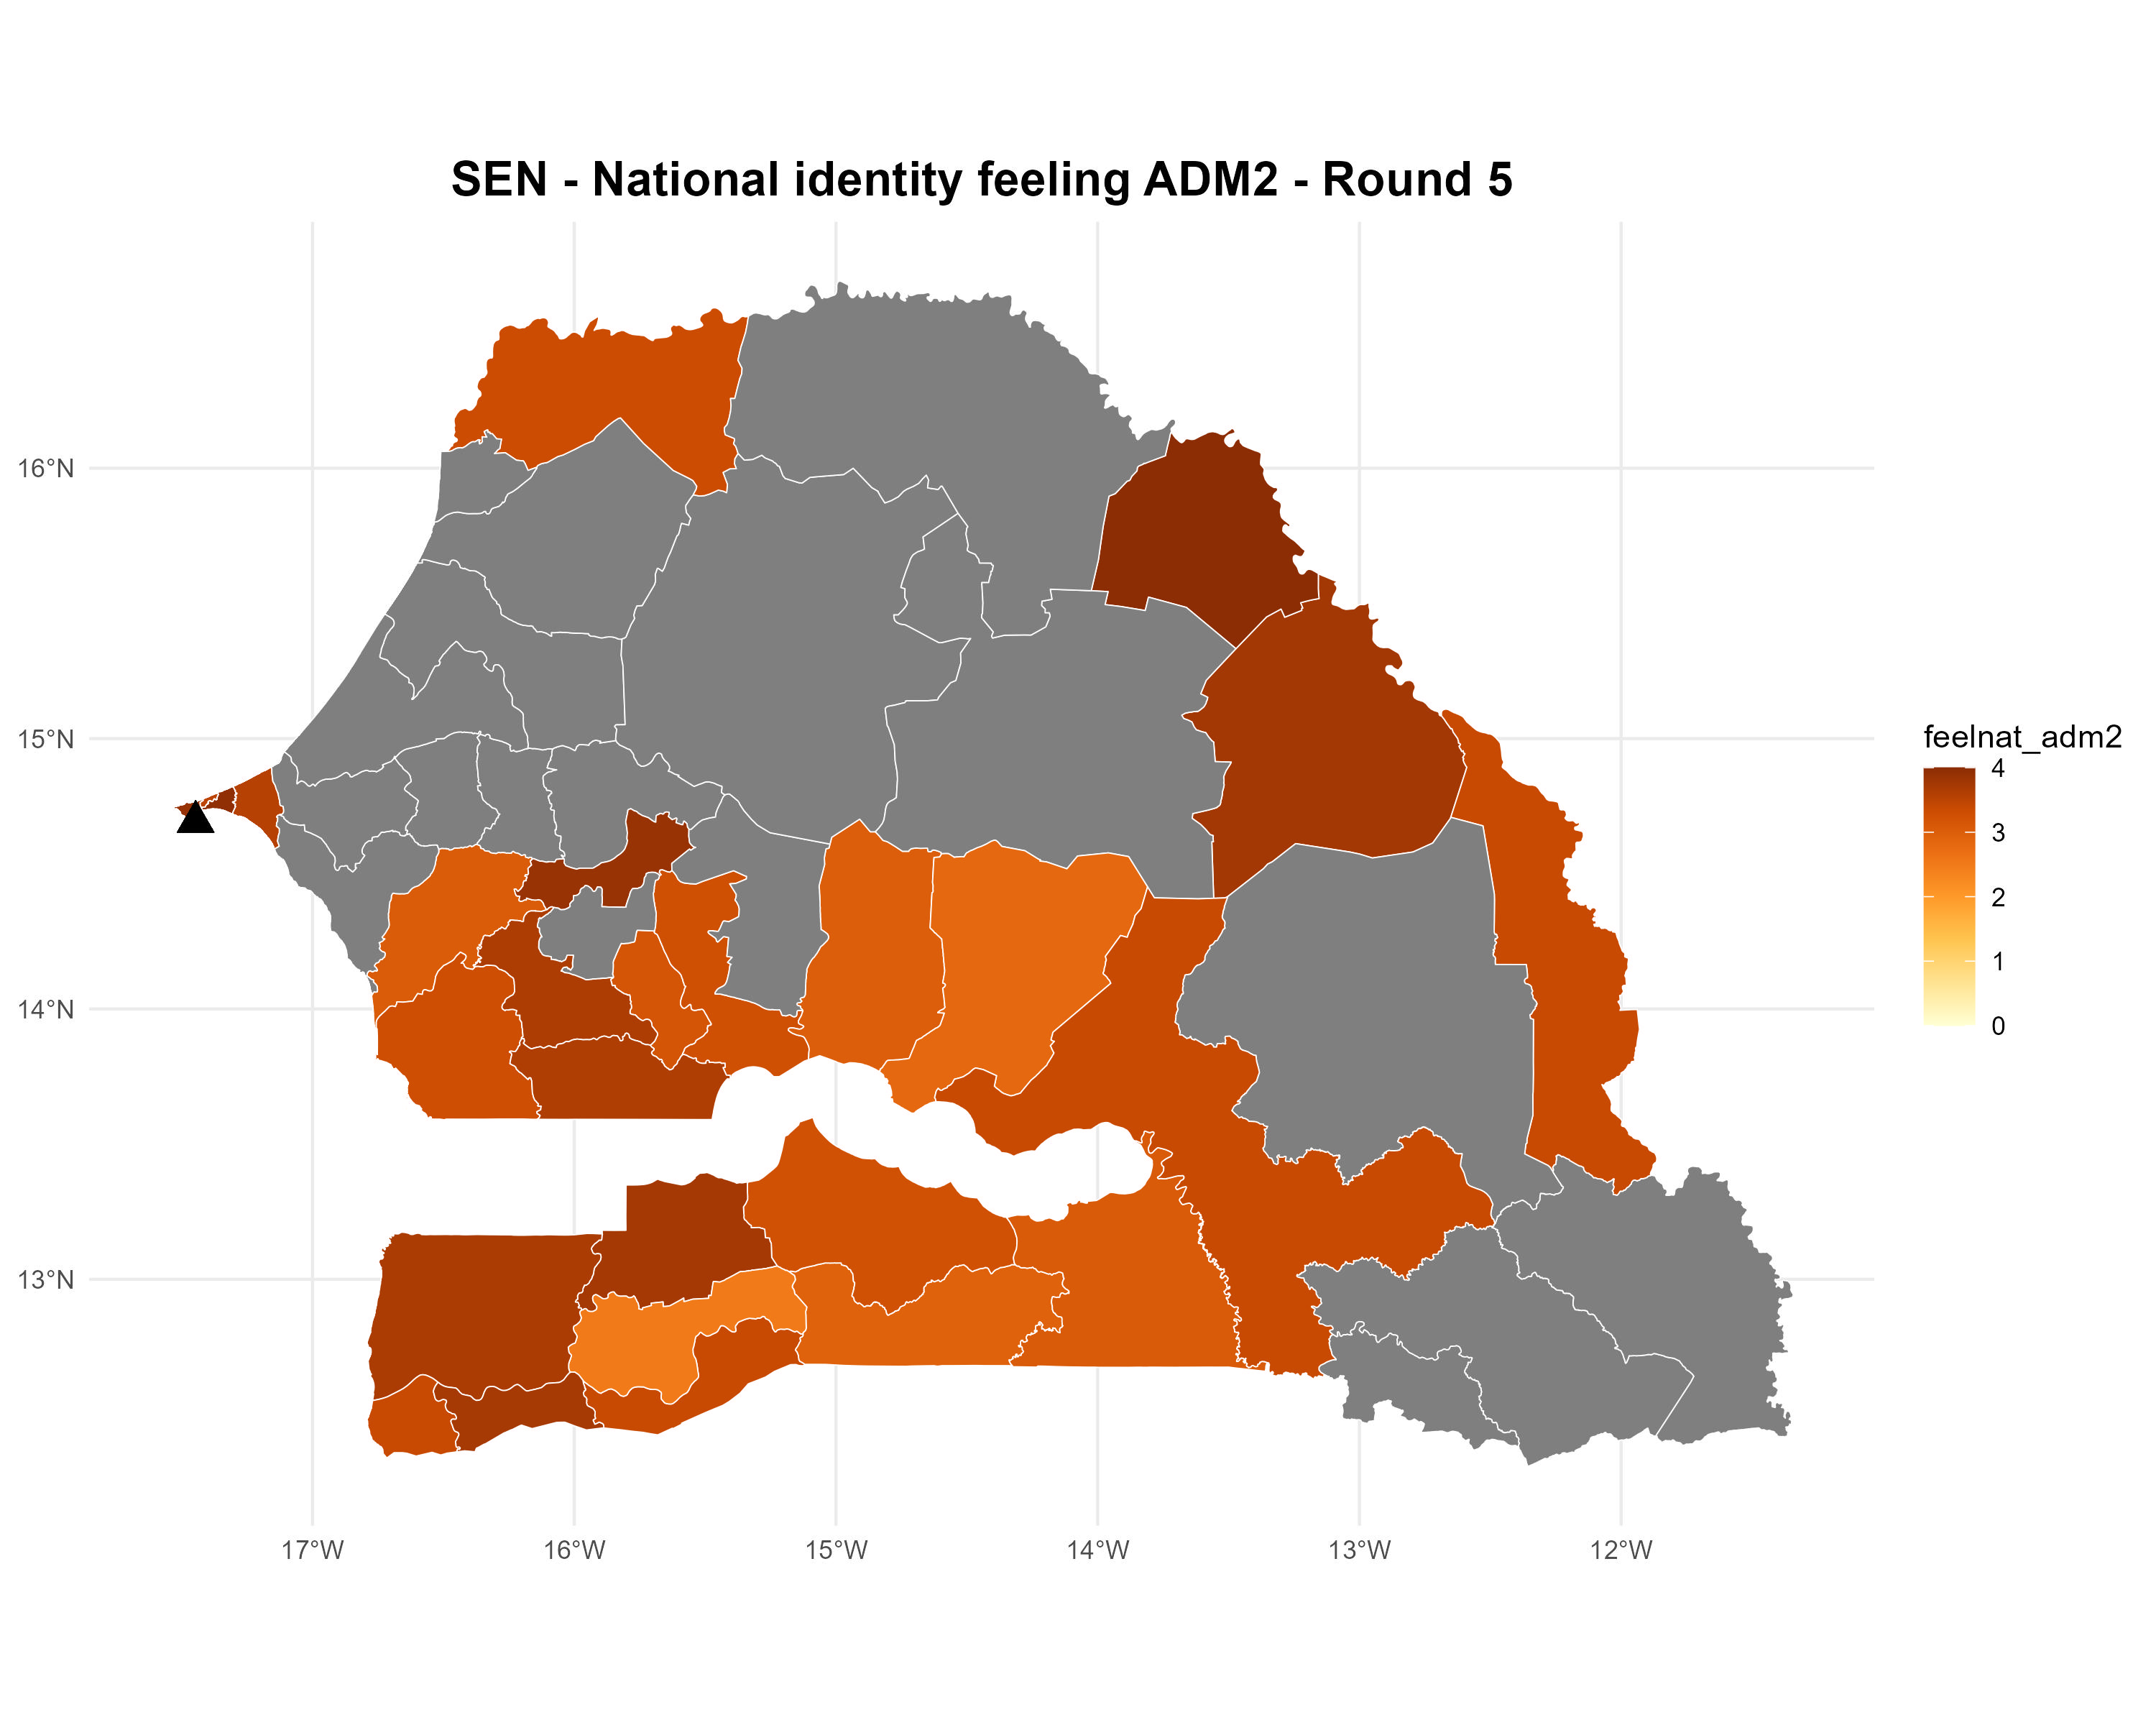 SEN - National identity feeling ADM2 - Round 5
16°N
15°N
14°N
13°N
17°W
16°W
15°W
14°W
13°W
12°W
feelnat_adm2
4
3
2
1
0